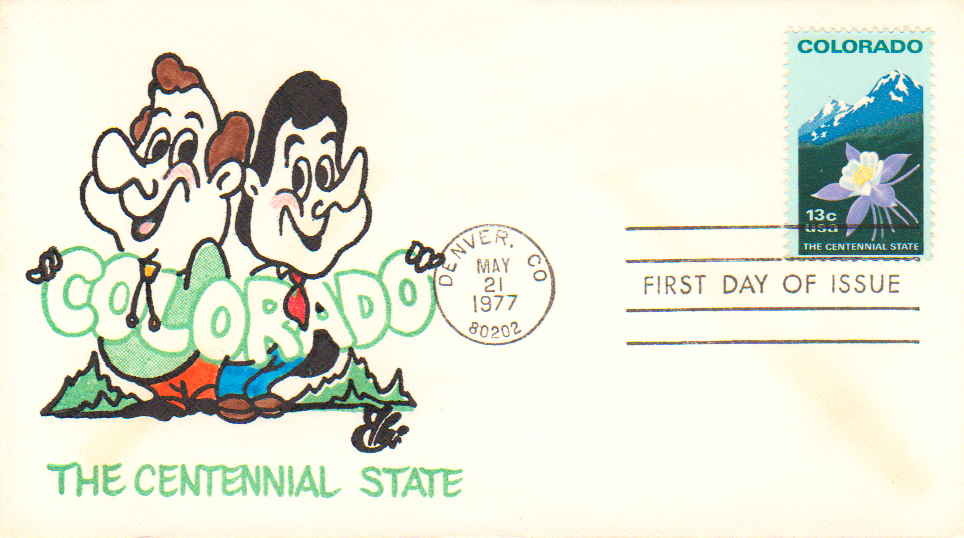 COLORADO
13c
USA
THE CENTENNIAL STATE
DENVER, CO
MAY
21
1977
80202
FIRST DAY OF ISSUE
COLORADO
THE CENTENNIAL STATE